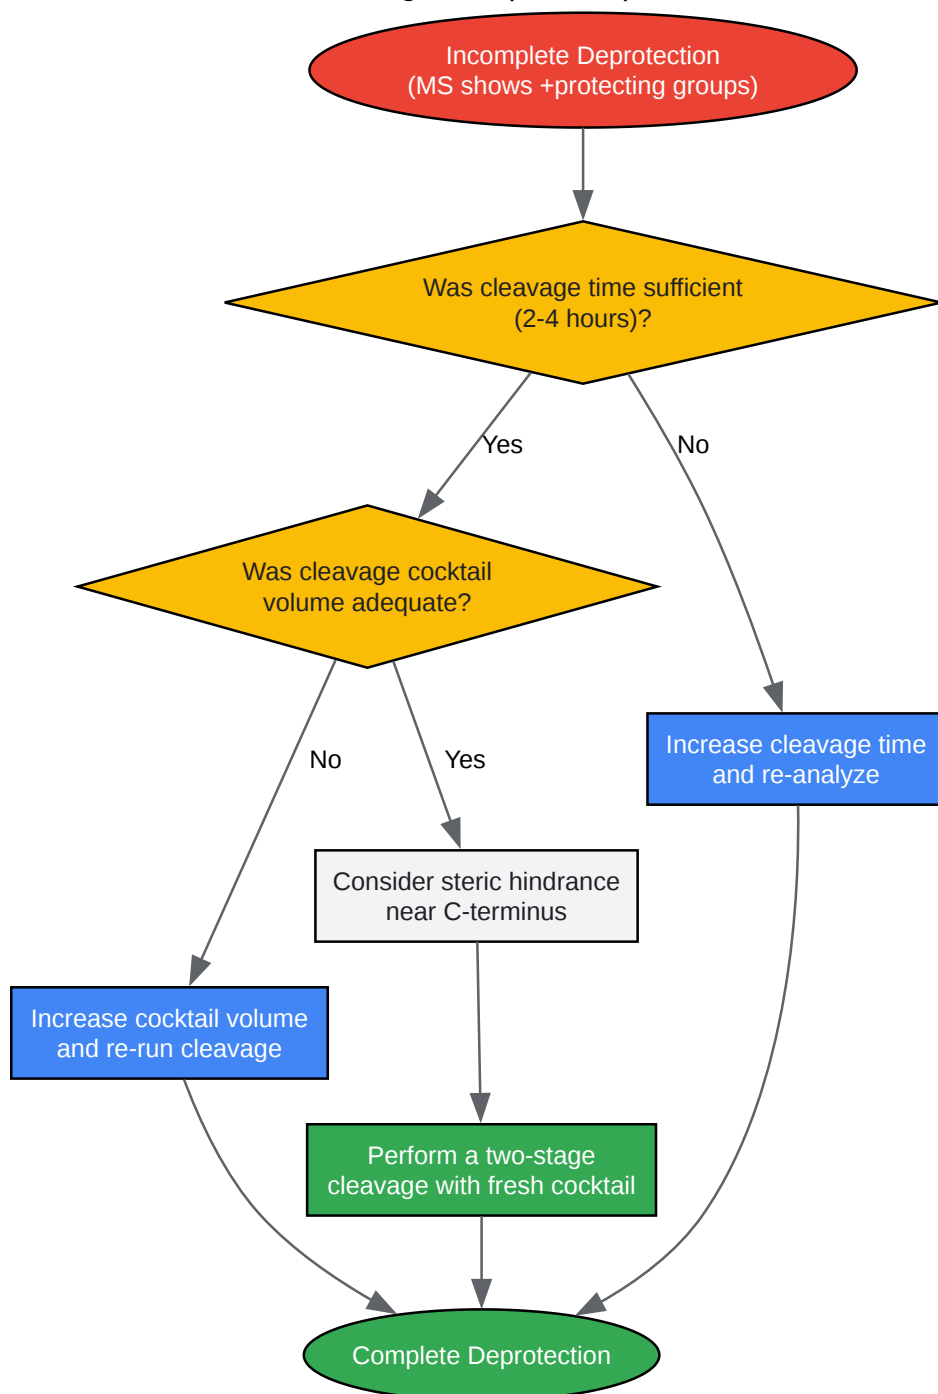 Incomplete Deprotection
(MS shows +protecting groups)
Was cleavage time sufficient
(2-4 hours)?
Yes
No
Was cleavage cocktail
volume adequate?
No
Yes
Increase cleavage time
and re-analyze
Consider steric hindrance
near C-terminus
Increase cocktail volume
and re-run cleavage
Perform a two-stage
cleavage with fresh cocktail
Complete Deprotection